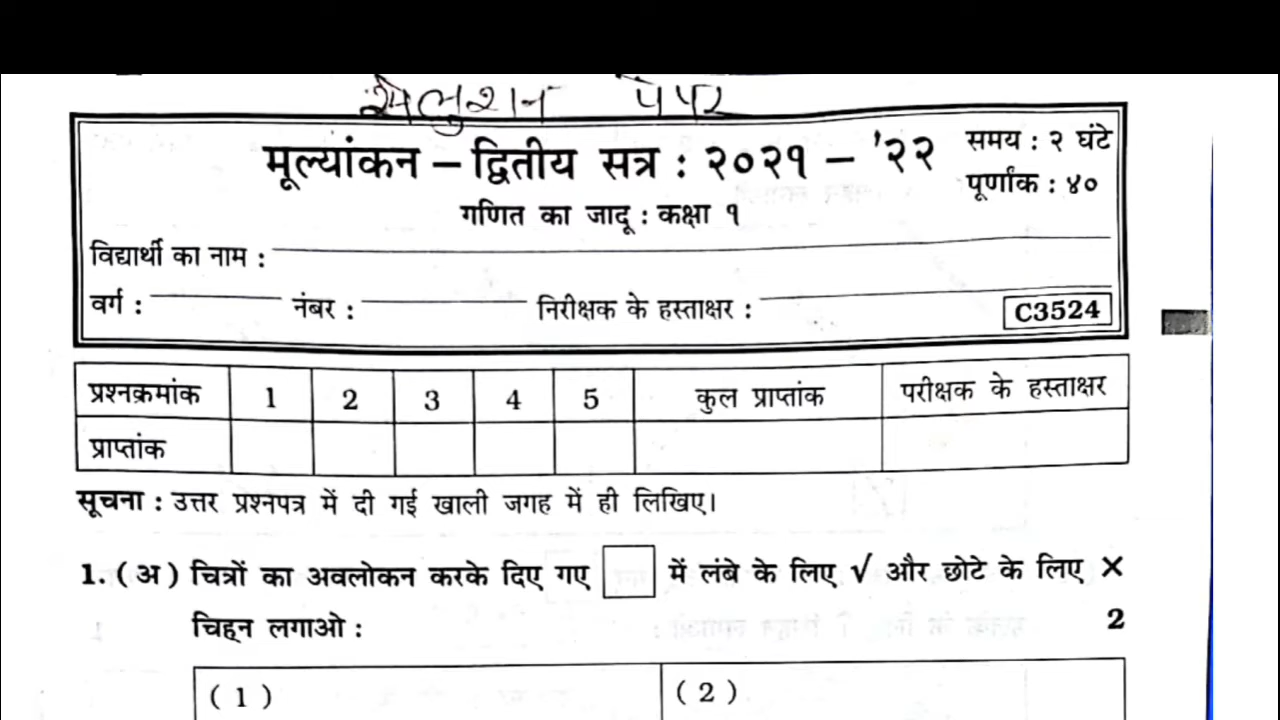 सोलुशन पेपर
मूल्यांकन – द्वितीय सत्र : २०२१ – '२२
समय : २ घंटे
पूर्णांक : ४०
गणित का जादू : कक्षा १
विद्यार्थी का नाम :
वर्ग : नंबर : निरीक्षक के हस्ताक्षर :
C3524
प्रश्नक्रमांक 1 2 3 4 5 कुल प्राप्तांक परीक्षक के हस्ताक्षर
प्राप्तांक
सूचना : उत्तर प्रश्नपत्र में दी गई खाली जगह में ही लिखिए।
1. (अ) चित्रों का अवलोकन करके दिए गए में लंबे के लिए √ और छोटे के लिए ×
चिह्न लगाओ : 2
(1) (2)